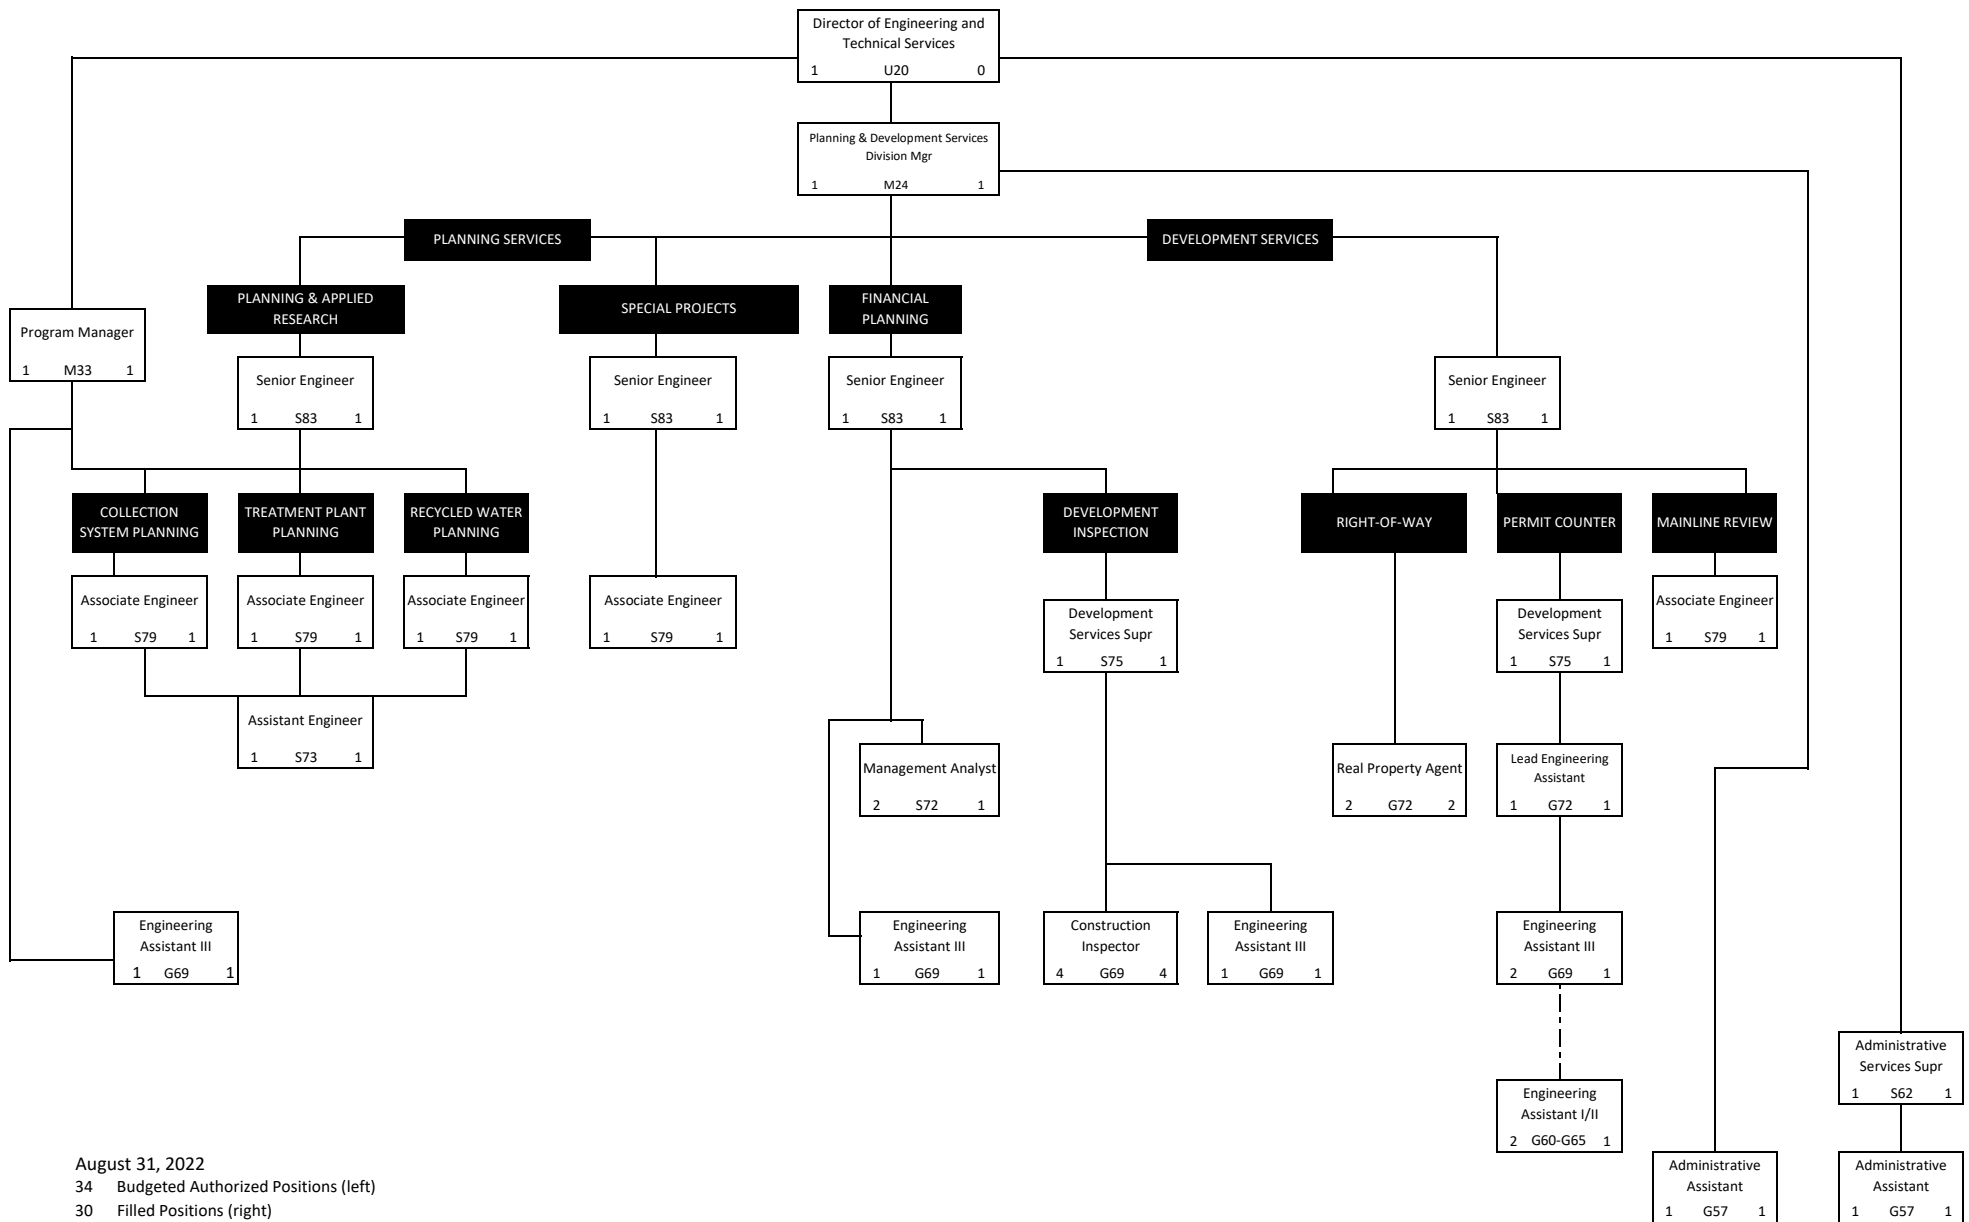 Director of Engineering and
Technical Services
1 U20 0
Planning & Development Services
Division Mgr
1 M24 1
PLANNING SERVICES
DEVELOPMENT SERVICES
PLANNING & APPLIED
RESEARCH
SPECIAL PROJECTS
FINANCIAL
PLANNING
Program Manager
1 M33 1
Senior Engineer
1 S83 1
Senior Engineer
1 S83 1
Senior Engineer
1 S83 1
Senior Engineer
1 S83 1
COLLECTION
SYSTEM PLANNING
TREATMENT PLANT
PLANNING
RECYCLED WATER
PLANNING
DEVELOPMENT
INSPECTION
RIGHT-OF-WAY
PERMIT COUNTER
MAINLINE REVIEW
Associate Engineer
1 S79 1
Associate Engineer
1 S79 1
Associate Engineer
1 S79 1
Associate Engineer
1 S79 1
Development
Services Supr
1 S75 1
Development
Services Supr
1 S75 1
Associate Engineer
1 S79 1
Assistant Engineer
1 S73 1
Management Analyst
2 S72 1
Real Property Agent
2 G72 2
Lead Engineering
Assistant
1 G72 1
Engineering
Assistant III
1 G69 1
Engineering
Assistant III
1 G69 1
Construction
Inspector
4 G69 4
Engineering
Assistant III
1 G69 1
Engineering
Assistant III
2 G69 1
Administrative
Services Supr
1 S62 1
Engineering
Assistant I/II
2 G60-G65 1
Administrative
Assistant
1 G57 1
Administrative
Assistant
1 G57 1
August 31, 2022
34 Budgeted Authorized Positions (left)
30 Filled Positions (right)